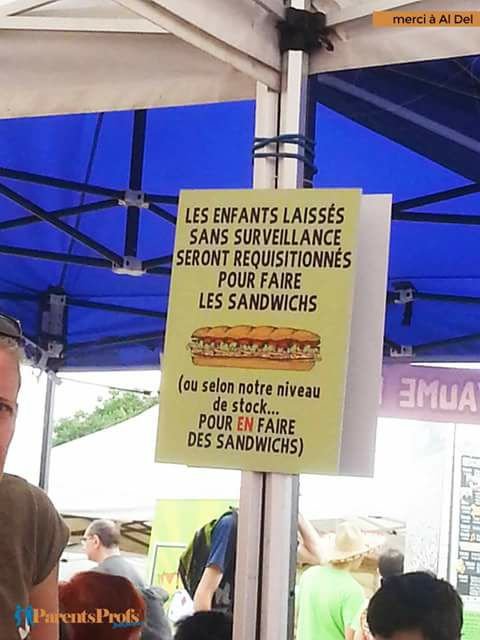 merci à Al Del
LES ENFANTS LAISSÉS
SANS SURVEILLANCE
SERONT REQUISITIONNÉS
POUR FAIRE
LES SANDWICHS
(ou selon notre niveau
de stock...
POUR EN FAIRE
DES SANDWICHS)
ParentsProfs